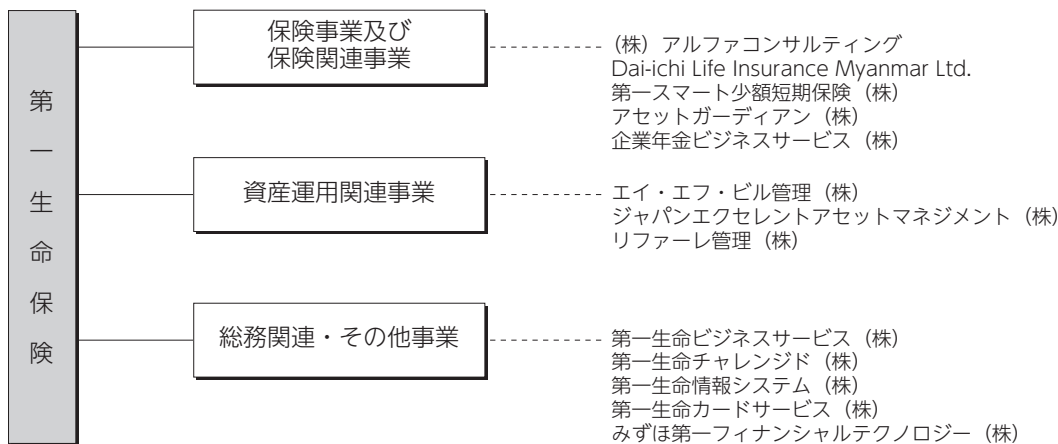 第一生命保険
保険事業及び
保険関連事業
(株)アルファコンサルティング
Dai-ichi Life Insurance Myanmar Ltd.
第一スマート少額短期保険(株)
アセットガーディアン(株)
企業年金ビジネスサービス(株)
資産運用関連事業
エイ・エフ・ビル管理(株)
ジャパンエクセレントアセットマネジメント(株)
リファーレ管理(株)
総務関連・その他事業
第一生命ビジネスサービス(株)
第一生命チャレンジド(株)
第一生命情報システム(株)
第一生命カードサービス(株)
みずほ第一フィナンシャルテクノロジー(株)